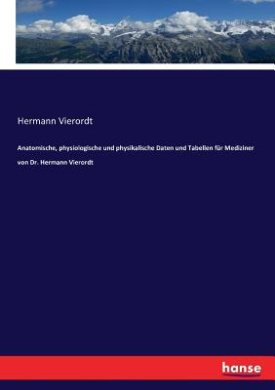 Hermann Vierordt
Anatomische, physiologische und physikalische Daten und Tabellen für Mediziner
von Dr. Hermann Vierordt
hanse